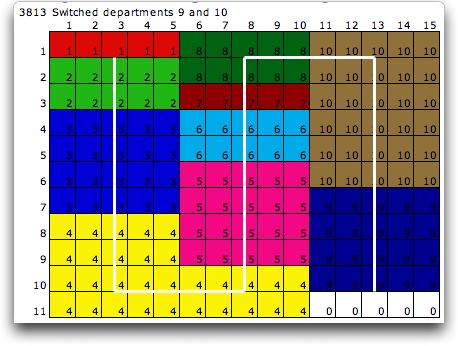 3813 Switched departments 9 and 10
1 2 3 4 5 6 7 8 9 10 11 12 13 14 15
1 1 1 1 1 1 8 8 8 8 8 10 10 10 10 10
2 2 2 2 2 2 8 8 8 8 8 10 10 10 10 10
3 2 2 2 2 2 7 7 7 7 7 10 10 10 10 10
4 3 3 3 3 3 6 6 6 6 6 10 10 10 10 10
5 3 3 3 3 3 6 6 6 6 6 10 10 10 10 10
6 3 3 3 3 3 5 5 5 5 5 10 10 10 10 10
7 3 3 3 3 3 5 5 5 5 5 9 9 9 9 9
8 4 4 4 4 4 5 5 5 5 5 9 9 9 9 9
9 4 4 4 4 4 5 5 5 5 5 9 9 9 9 9
10 4 4 4 4 4 4 4 4 4 4 9 9 9 9 9
11 4 4 4 4 4 4 4 4 4 4 0 0 0 0 0